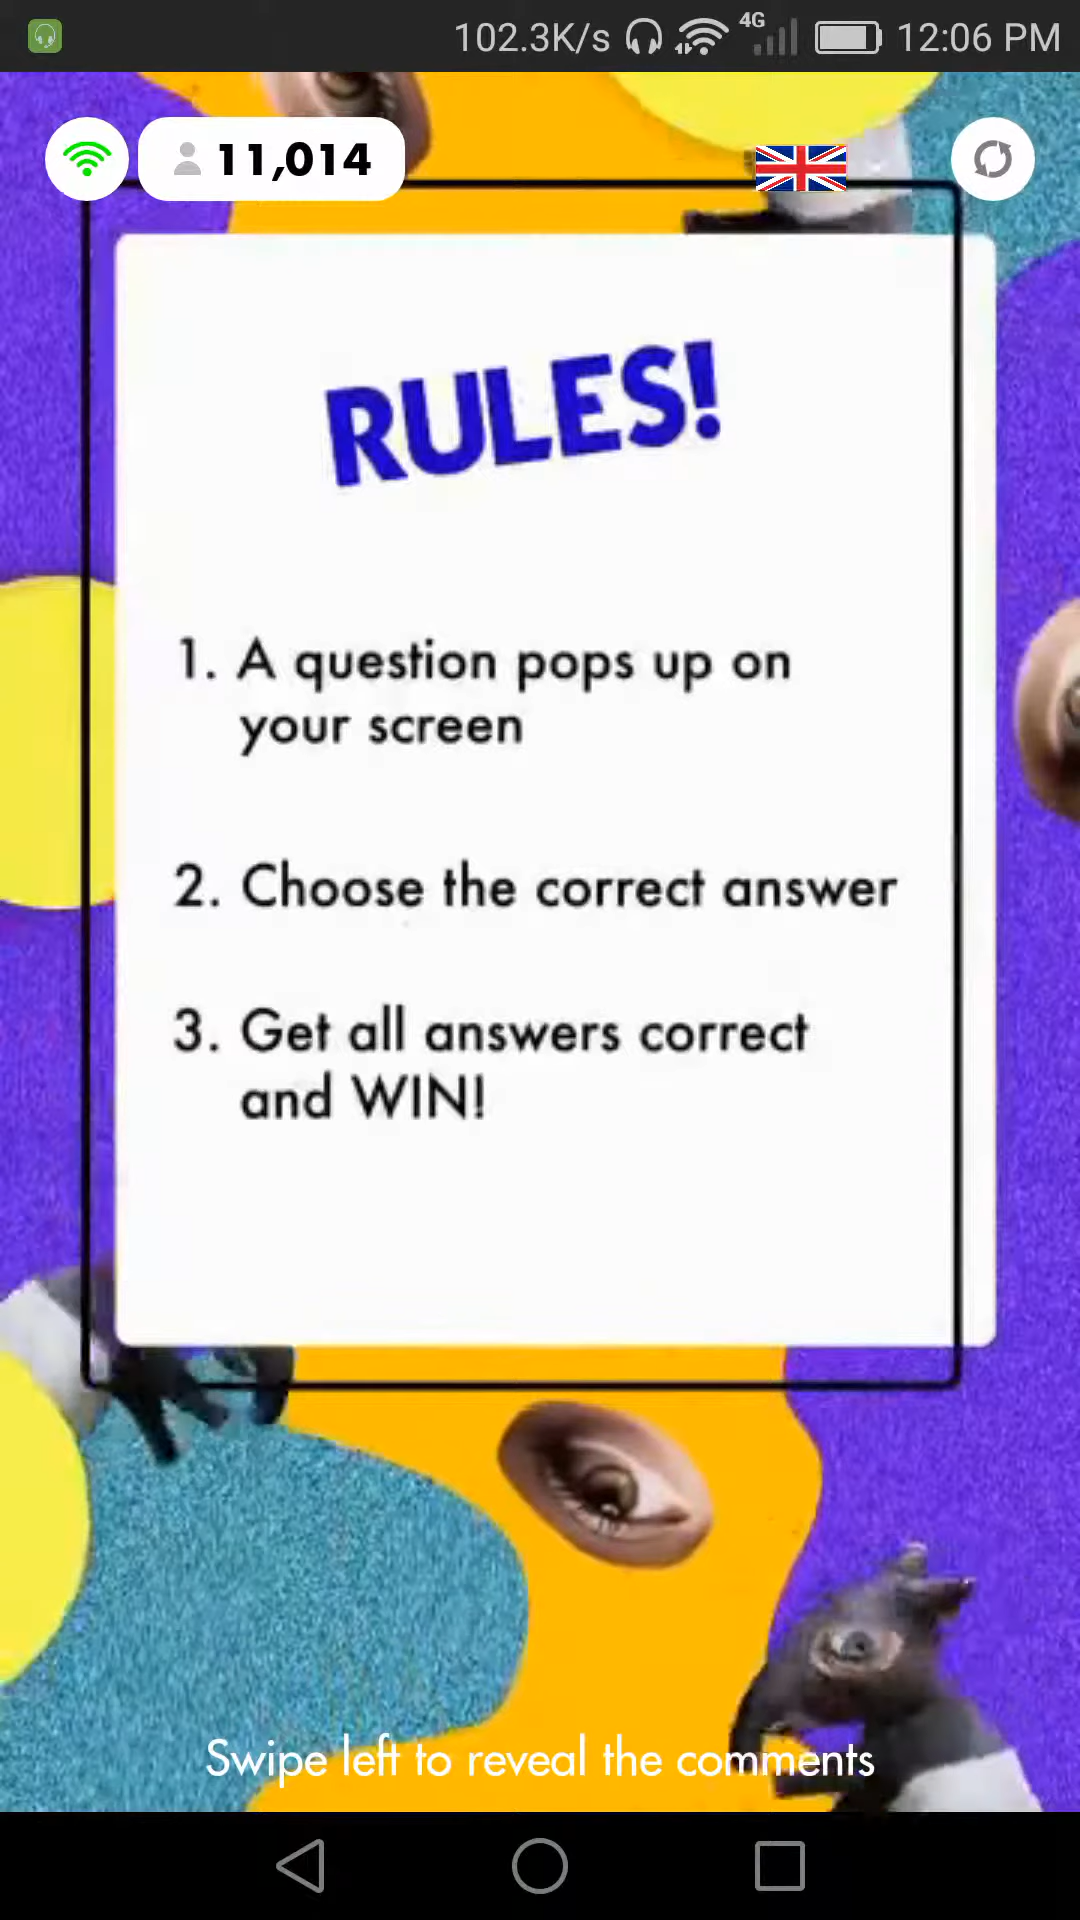 102.3K/s 4G 12:06 PM
11,014
RULES!
1. A question pops up on
your screen
2. Choose the correct answer
3. Get all answers correct
and WIN!
Swipe left to reveal the comments